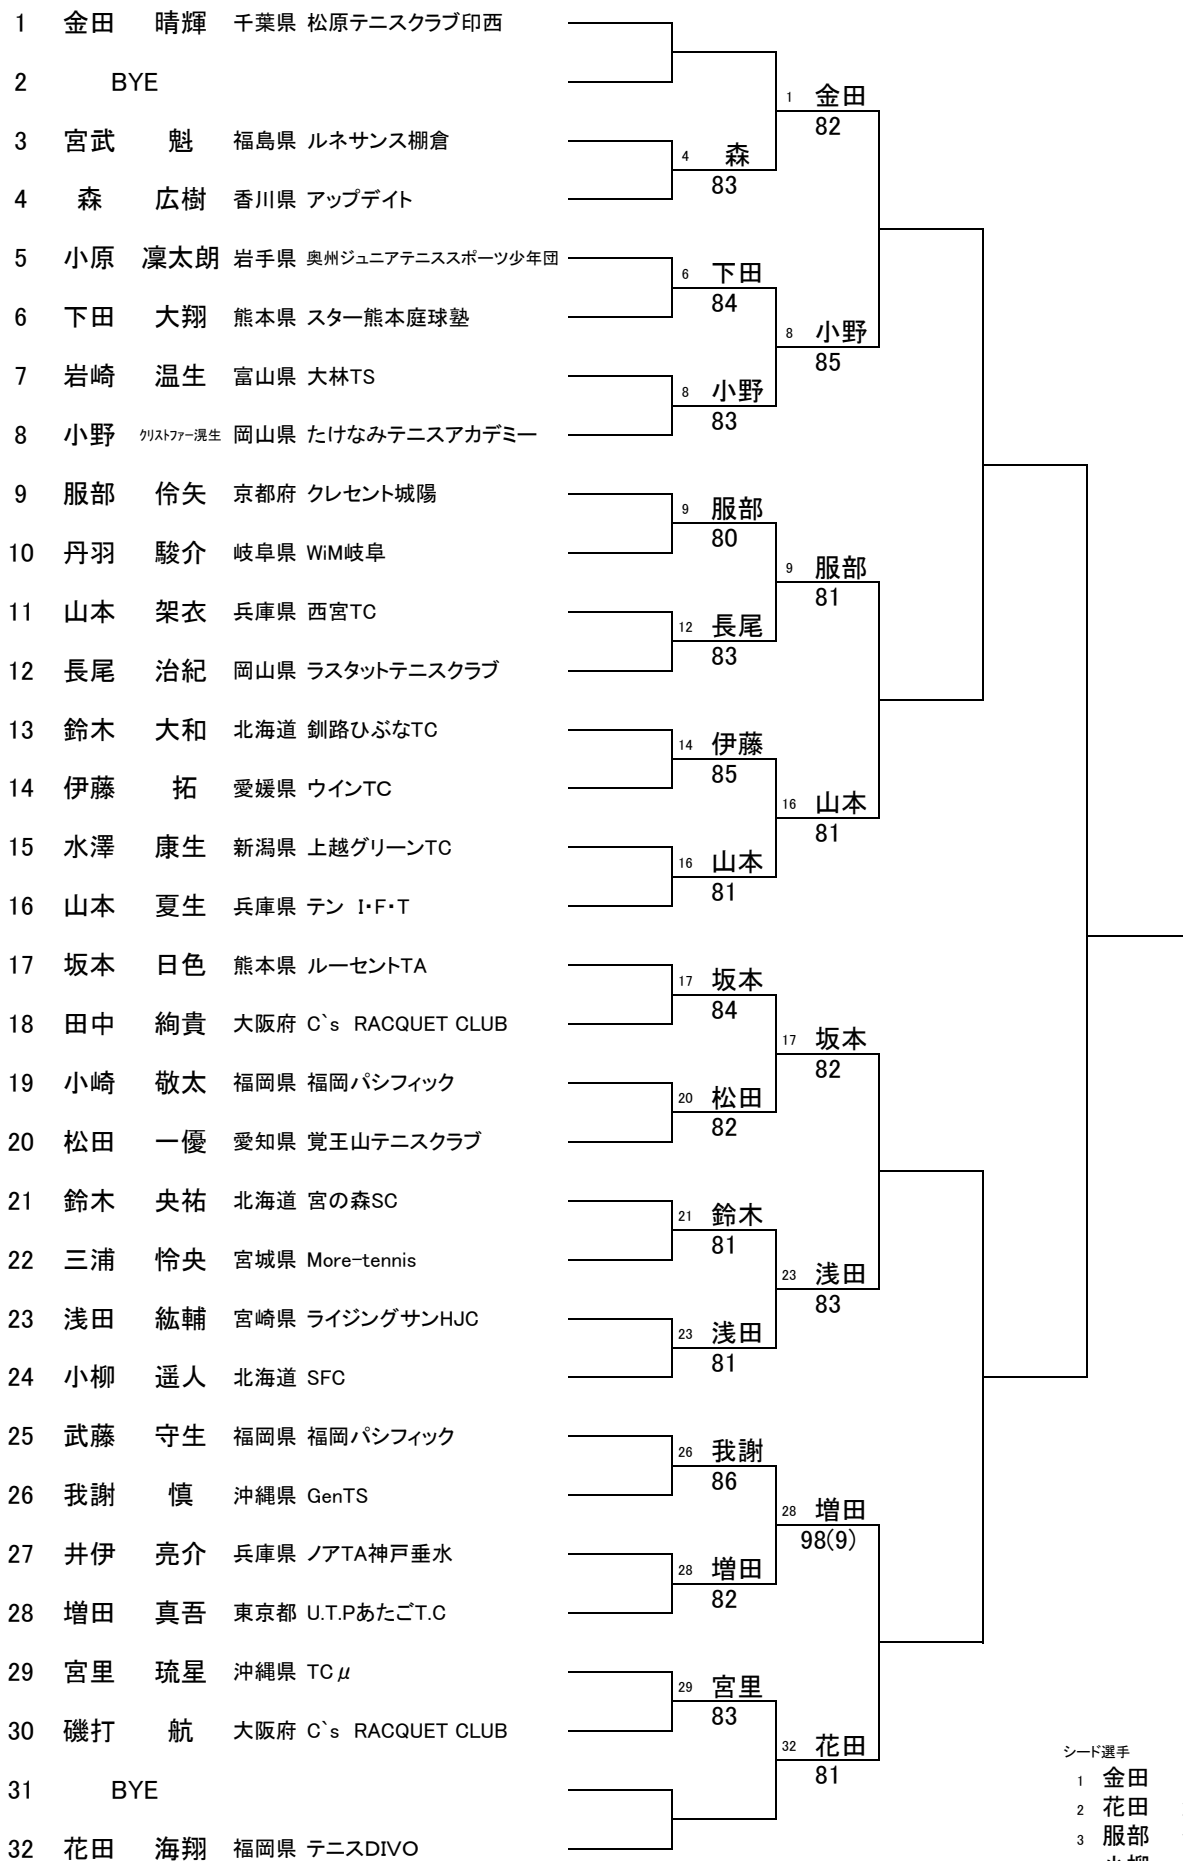 1 金田 晴輝 千葉県 松原テニスクラブ印西
2 BYE
1 金田
82
3 宮武 魁 福島県 ルネサンス棚倉
4 森
83
4 森 広樹 香川県 アップデイト
5 小原 凜太朗 岩手県 奥州ジュニアテニススポーツ少年団
6 下田
84
6 下田 大翔 熊本県 スター熊本庭球塾
8 小野
85
7 岩崎 温生 富山県 大林TS
8 小野
83
8 小野 クリストファー滉生 岡山県 たけなみテニスアカデミー
9 服部 伶矢 京都府 クレセント城陽
9 服部
80
10 丹羽 駿介 岐阜県 WiM岐阜
9 服部
81
11 山本 架衣 兵庫県 西宮TC
12 長尾
83
12 長尾 治紀 岡山県 ラスタットテニスクラブ
13 鈴木 大和 北海道 釧路ひぶなTC
14 伊藤
85
14 伊藤 拓 愛媛県 ウインTC
16 山本
81
15 水澤 康生 新潟県 上越グリーンTC
16 山本
81
16 山本 夏生 兵庫県 テン I・F・T
17 坂本 日色 熊本県 ルーセントTA
17 坂本
84
18 田中 絢貴 大阪府 C`s RACQUET CLUB
17 坂本
82
19 小崎 敬太 福岡県 福岡パシフィック
20 松田
82
20 松田 一優 愛知県 覚王山テニスクラブ
21 鈴木 央祐 北海道 宮の森SC
21 鈴木
81
22 三浦 怜央 宮城県 More-tennis
23 浅田
83
23 浅田 紘輔 宮崎県 ライジングサンHJC
23 浅田
81
24 小柳 遥人 北海道 SFC
25 武藤 守生 福岡県 福岡パシフィック
26 我謝
86
26 我謝 慎 沖縄県 GenTS
28 増田
98(9)
27 井伊 亮介 兵庫県 ノアTA神戸垂水
28 増田
82
28 増田 真吾 東京都 U.T.PあたごT.C
29 宮里 琉星 沖縄県 TCμ
29 宮里
83
30 磯打 航 大阪府 C`s RACQUET CLUB
32 花田
81
31 BYE
32 花田 海翔 福岡県 テニスDIVO
シード選手
1 金田
2 花田
3 服部